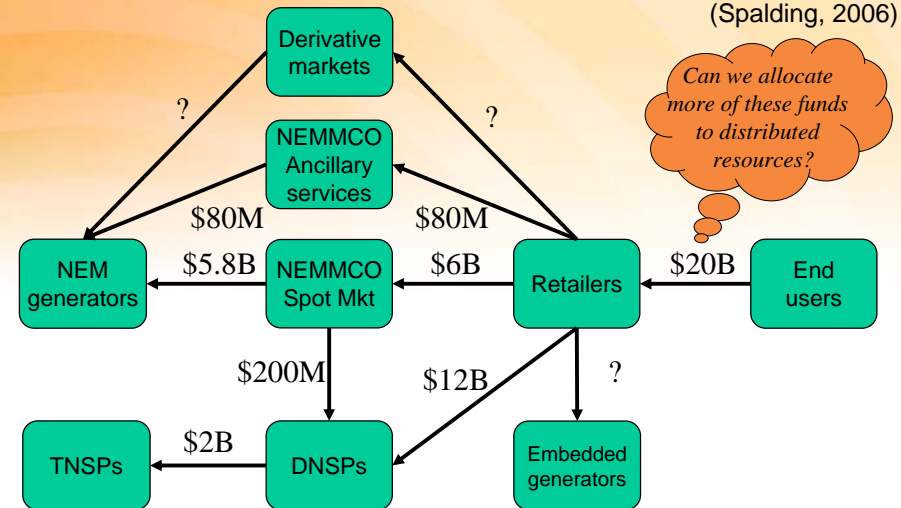 (Spalding, 2006)
Derivative
markets
Can we allocate
more of these funds
to distributed
resources?
?
?
NEMMCO
Ancillary
services
$80M
$80M
NEM
generators
$5.8B
NEMMCO
Spot Mkt
$6B
Retailers
$20B
End
users
$200M
$12B
?
TNSPs
$2B
DNSPs
Embedded
generators